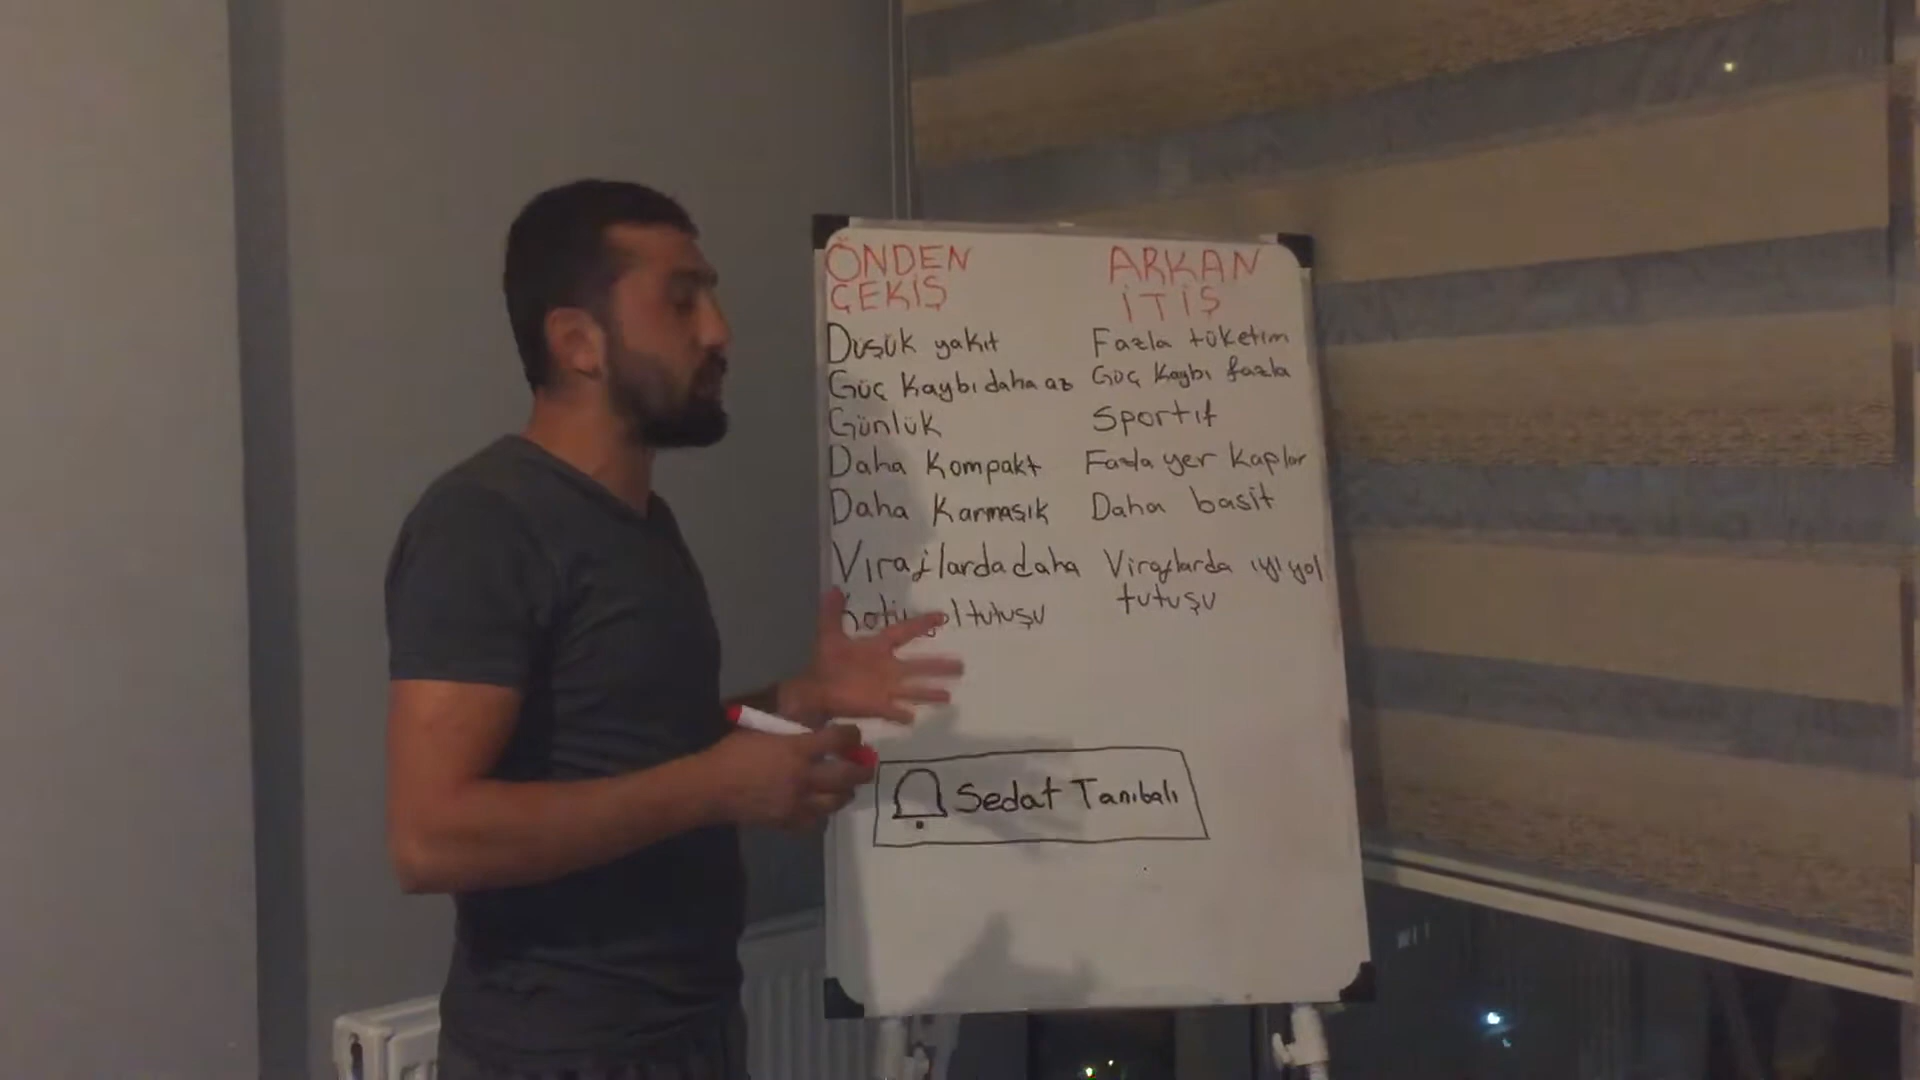 ÖNDEN
ÇEKİŞ
Düşük yakıt
Güç Kaybı daha az
Günlük
Daha Kompakt
Daha Karmaşık
Virajlarda daha
Kötü yol tutuşu
ARKAN
İTİŞ
Fazla tüketim
Güç Kaybı fazla
Sportif
Fazla yer kaplar
Daha basit
Virajlarda iyi yol
tutuşu
Sedat Tanıbalı